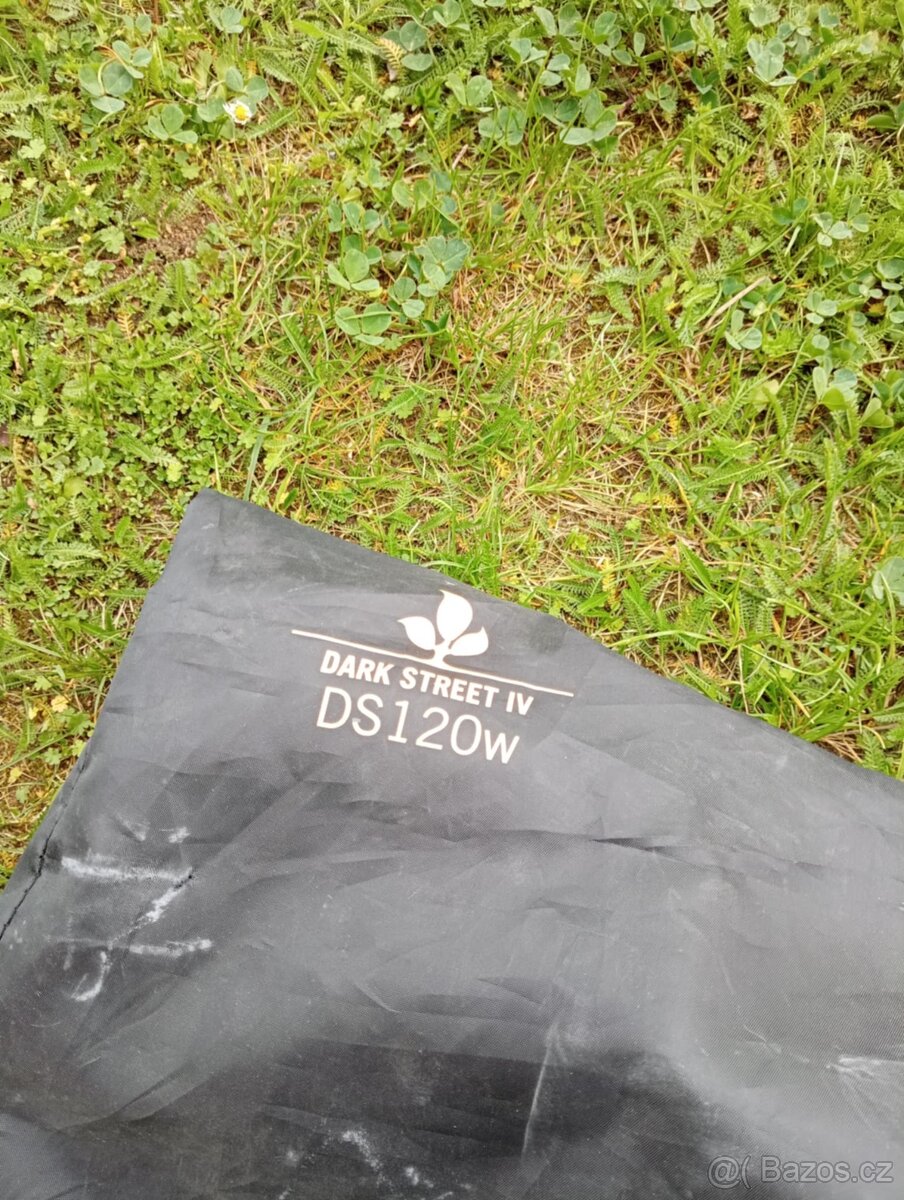 DARK STREET IV
DS120w
@( Bazos.cz